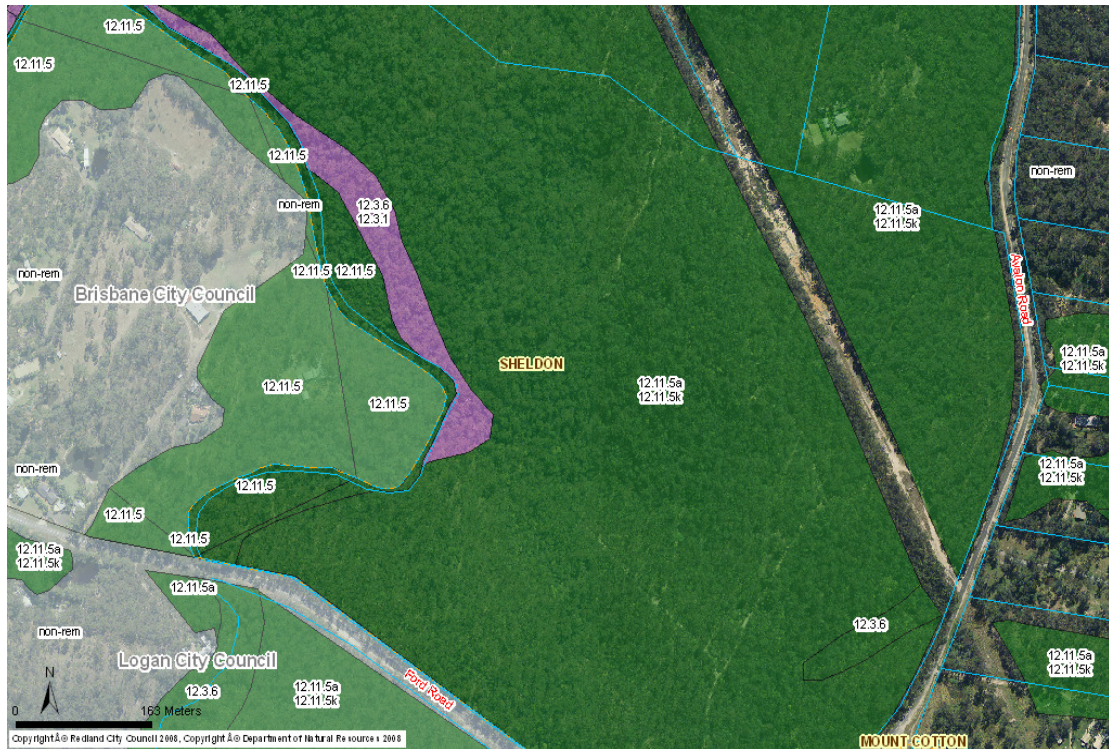 12.11.5
12.11.5
12.11.5
12.11.5
non-rem
12.3.6
12.3.1
non-rem
12.11.5a
12.11.5k
12.11.5
12.11.5
non-rem
Brisbane City Council
Avalon Road
SHELDON
12.11.5
12.11.5
12.11.5a
12.11.5k
12.11.5a
12.11.5k
non-rem
12.11.5
12.11.5a
12.11.5k
12.11.5
12.11.5
12.11.5a
12.11.5k
12.11.5a
12.3.6
non-rem
Logan City Council
12.11.5a
12.11.5k
N
12.3.6
12.11.5a
12.11.5k
Ford Road
0
163 Meters
Copyright Â© Redland City Council 2008, Copyright Â© Department of Natural Resources 2008
MOUNT COTTON